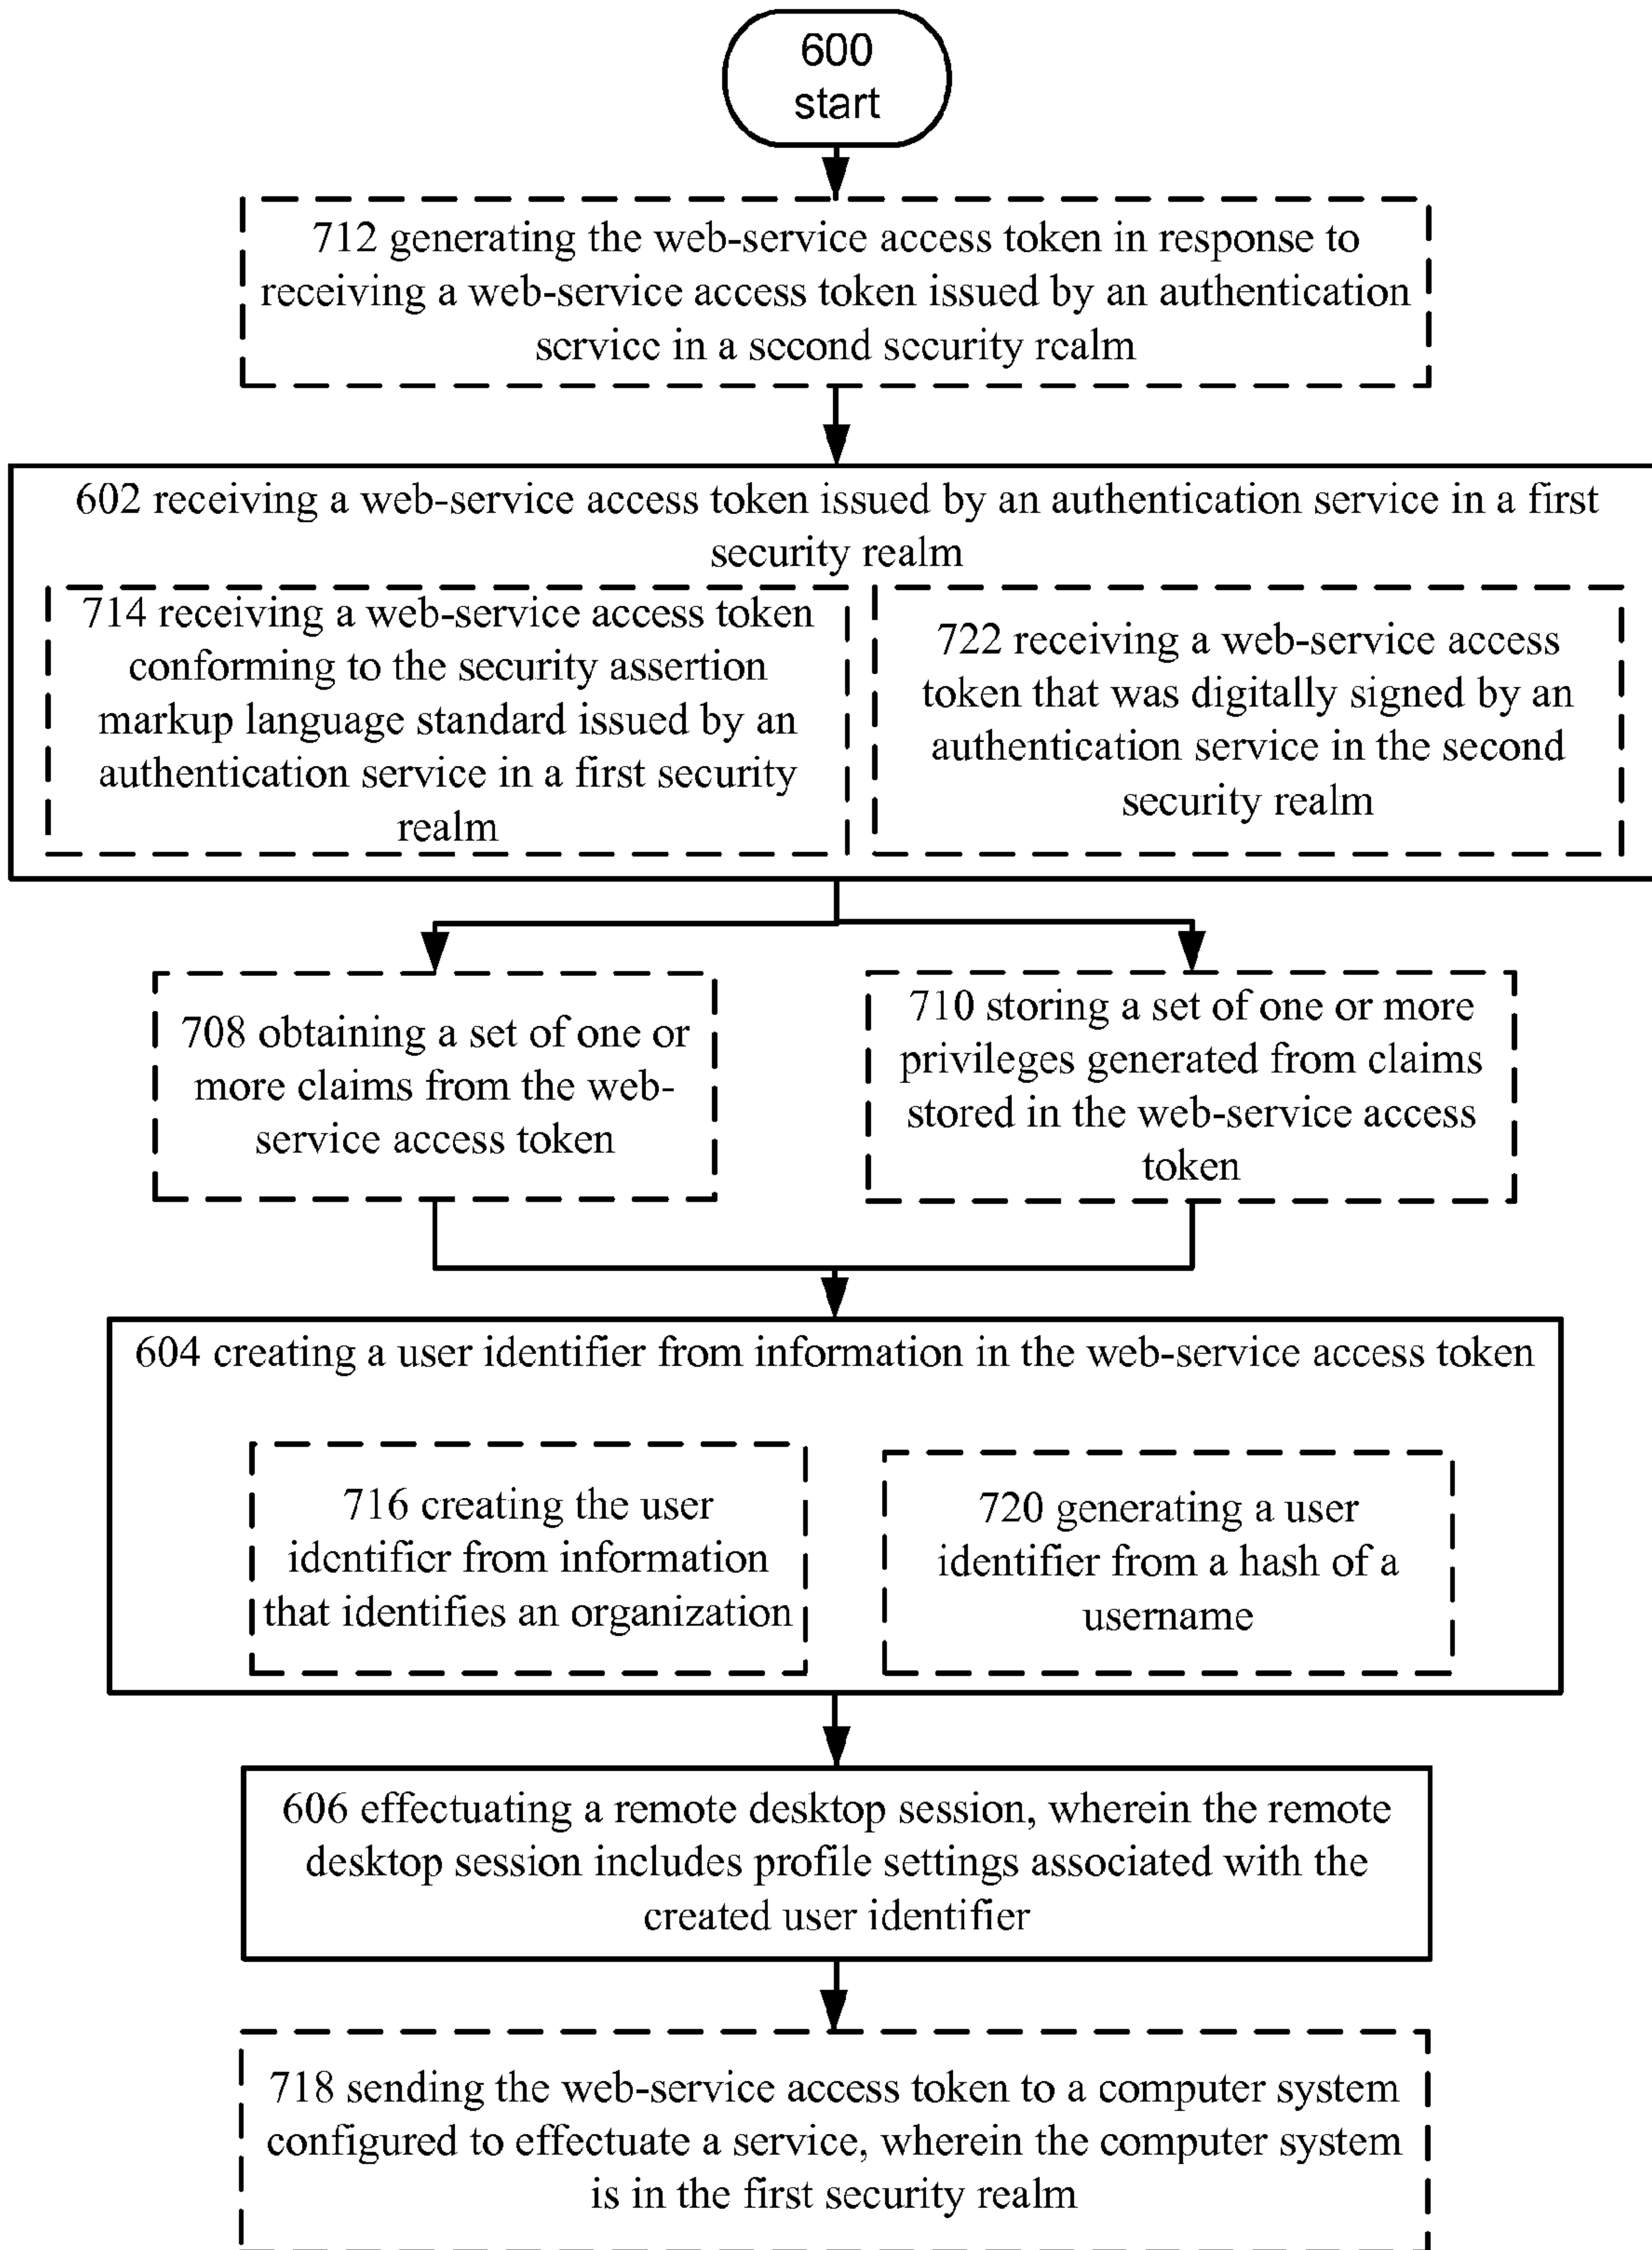 600
start
712 generating the web-service access token in response to
receiving a web-service access token issued by an authentication
service in a second security realm
602 receiving a web-service access token issued by an authentication service in a first
security realm
714 receiving a web-service access token
conforming to the security assertion
markup language standard issued by an
authentication service in a first security
realm
722 receiving a web-service access
token that was digitally signed by an
authentication service in the second
security realm
708 obtaining a set of one or
more claims from the web-
service access token
710 storing a set of one or more
privileges generated from claims
stored in the web-service access
token
604 creating a user identifier from information in the web-service access token
716 creating the user
identifier from information
that identifies an organization
720 generating a user
identifier from a hash of a
username
606 effectuating a remote desktop session, wherein the remote
desktop session includes profile settings associated with the
created user identifier
718 sending the web-service access token to a computer system
configured to effectuate a service, wherein the computer system
is in the first security realm